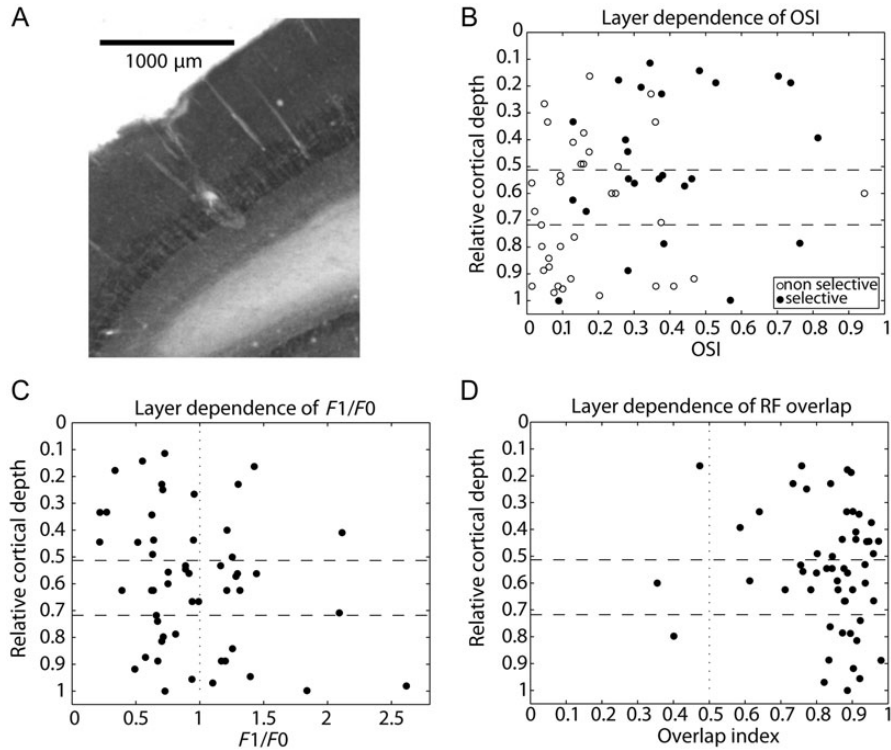 A
1000 µm
B
Layer dependence of OSI
Relative cortical depth
0
0.1
0.2
0.3
0.4
0.5
0.6
0.7
0.8
0.9
1
non selective
selective
0 0.1 0.2 0.3 0.4 0.5 0.6 0.7 0.8 0.9 1
OSI
C
Layer dependence of F1/F0
Relative cortical depth
0
0.1
0.2
0.3
0.4
0.5
0.6
0.7
0.8
0.9
1
0 0.5 1 1.5 2 2.5
F1/F0
D
Layer dependence of RF overlap
Relative cortical depth
0
0.1
0.2
0.3
0.4
0.5
0.6
0.7
0.8
0.9
1
0 0.1 0.2 0.3 0.4 0.5 0.6 0.7 0.8 0.9 1
Overlap index